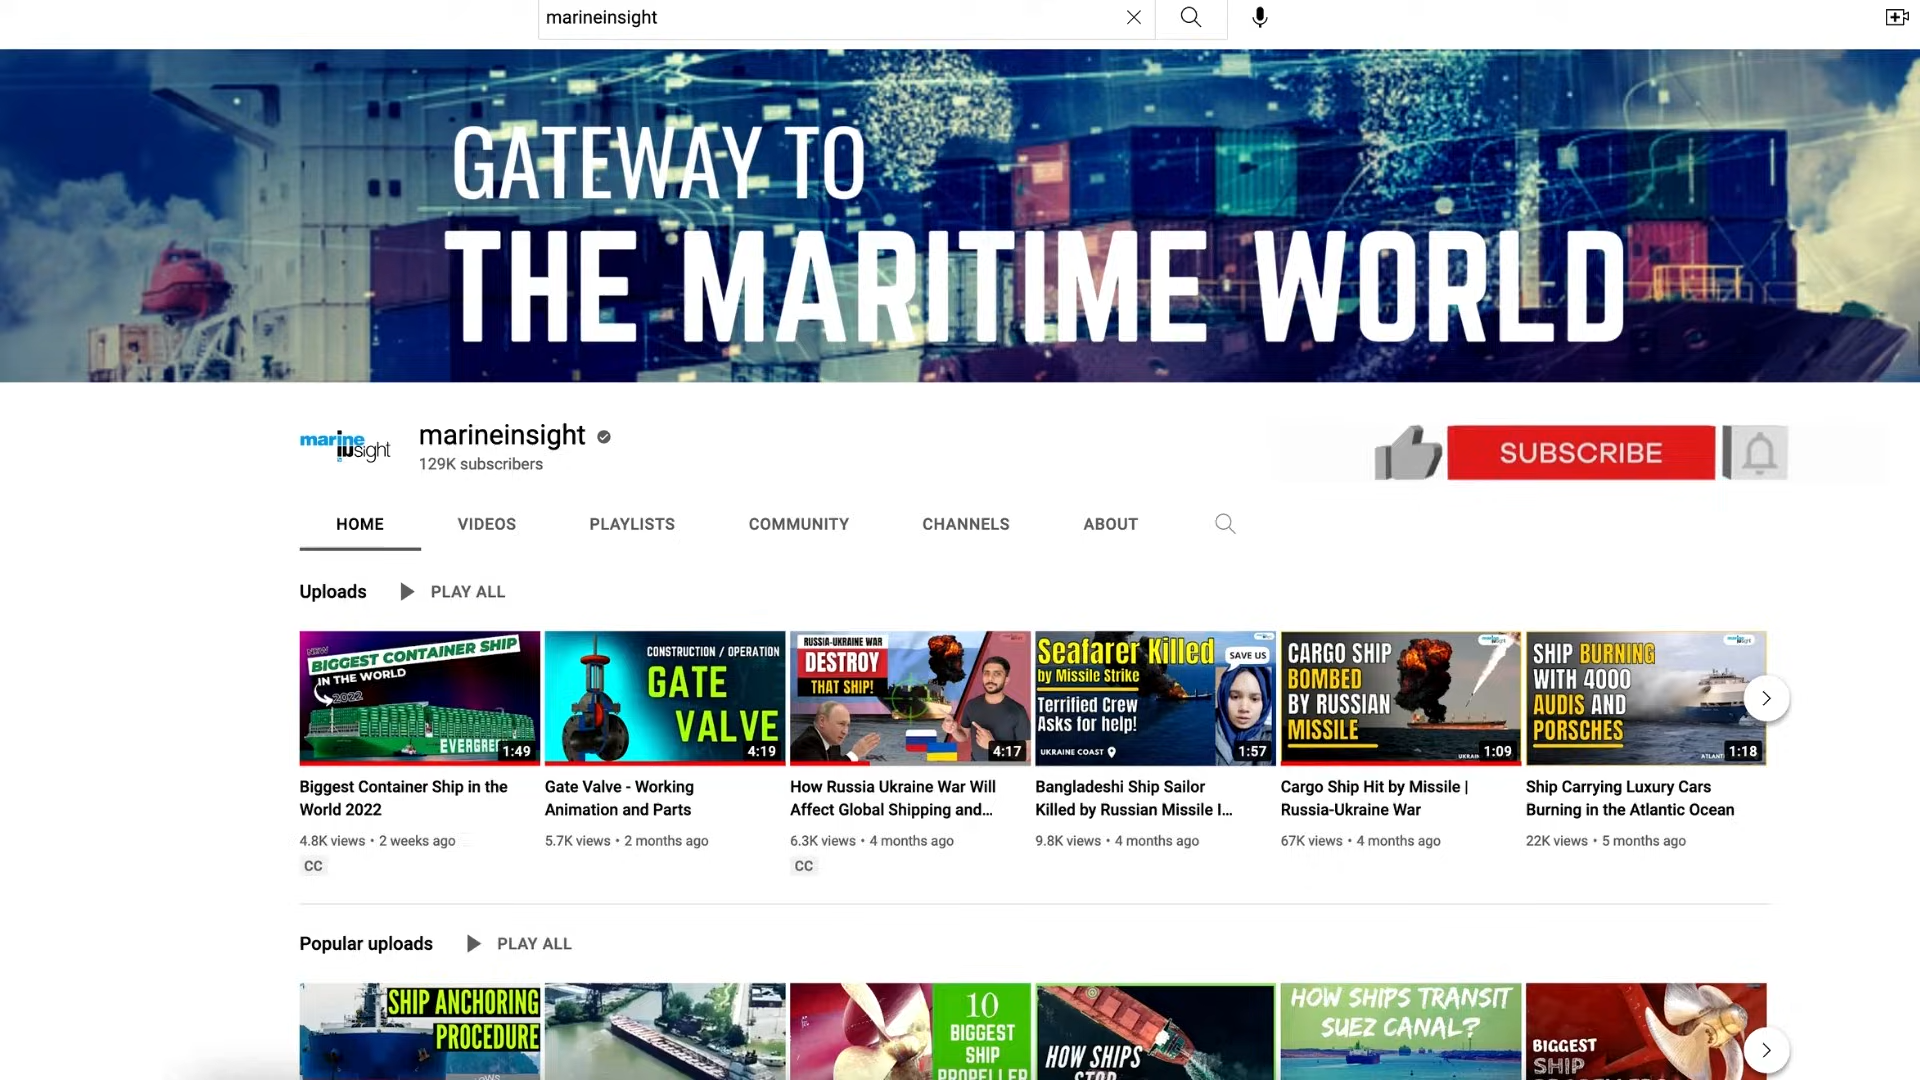 marineinsight
GATEWAY TO
THE MARITIME WORLD
marine
insight
marineinsight
129K subscribers
SUBSCRIBE
HOME VIDEOS PLAYLISTS COMMUNITY CHANNELS ABOUT
Uploads PLAY ALL
NEW
BIGGEST CONTAINER SHIP
IN THE WORLD
2022
EVERGREE
1:49
CONSTRUCTION / OPERATION
GATE
VALVE
4:19
RUSSIA-UKRAINE WAR
DESTROY
THAT SHIP!
4:17
Seafarer Killed
by Missile Strike
SAVE US
Terrified Crew
Asks for help!
UKRAINE COAST
1:57
CARGO SHIP
BOMBED
BY RUSSIAN
MISSILE
UKRAIN
1:09
SHIP BURNING
WITH 4000
AUDIS AND
PORSCHES
ATLANT
1:18
Biggest Container Ship in the
World 2022
4.8K views • 2 weeks ago
CC
Gate Valve - Working
Animation and Parts
5.7K views • 2 months ago
How Russia Ukraine War Will
Affect Global Shipping and...
6.3K views • 4 months ago
CC
Bangladeshi Ship Sailor
Killed by Russian Missile I...
9.8K views • 4 months ago
Cargo Ship Hit by Missile |
Russia-Ukraine War
67K views • 4 months ago
Ship Carrying Luxury Cars
Burning in the Atlantic Ocean
22K views • 5 months ago
Popular uploads PLAY ALL
SHIP ANCHORING
PROCEDURE
10
BIGGEST
SHIP
PROPELLER
HOW SHIPS
STOP
HOW SHIPS TRANSIT
SUEZ CANAL?
BIGGEST
SHIP